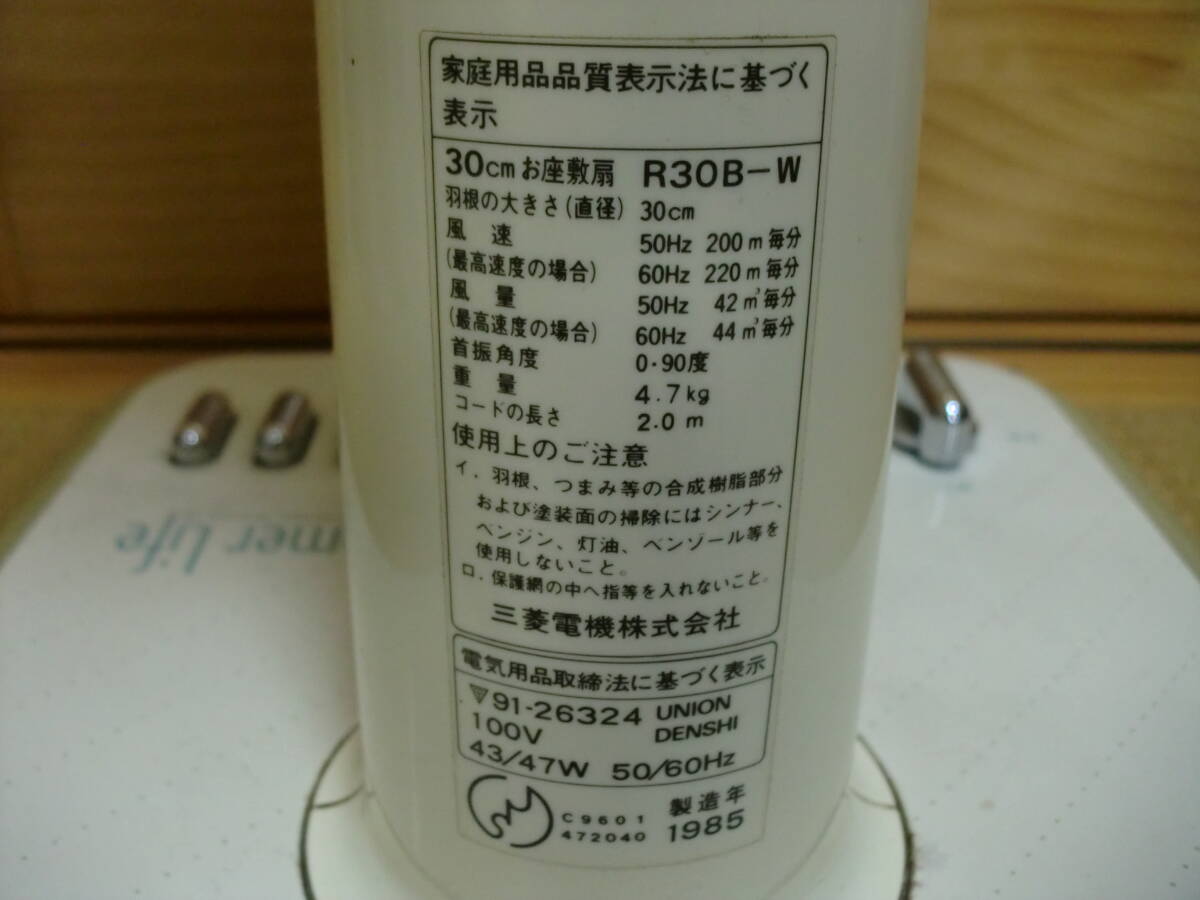 家庭用品品質表示法に基づく
表示
30cmお座敷扇 R30B-W
羽根の大きさ(直径) 30cm
風速 50Hz 200m毎分
(最高速度の場合) 60Hz 220m毎分
風量 50Hz 42m³毎分
(最高速度の場合) 60Hz 44m³毎分
首振角度 0・90度
重量 4.7kg
コードの長さ 2.0m
使用上のご注意
イ.羽根、つまみ等の合成樹脂部分
および塗装面の掃除にはシンナー、
ベンジン、灯油、ベンゾール等を
使用しないこと。
ロ.保護網の中へ指等を入れないこと。
三菱電機株式会社
電気用品取締法に基づく表示
91-26324 UNION
100V DENSHI
43/47W 50/60Hz
C9601 製造年
472040 1985
mer life